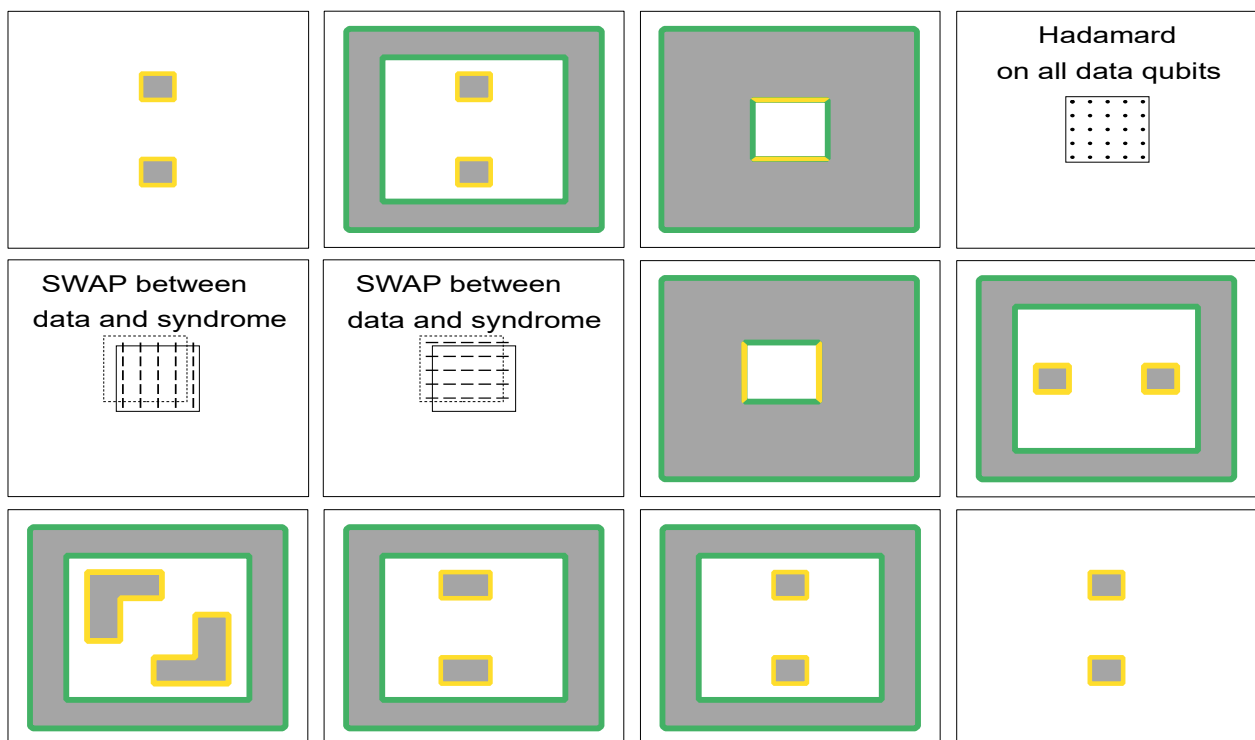 Hadamard
on all data qubits
SWAP between
data and syndrome
SWAP between
data and syndrome